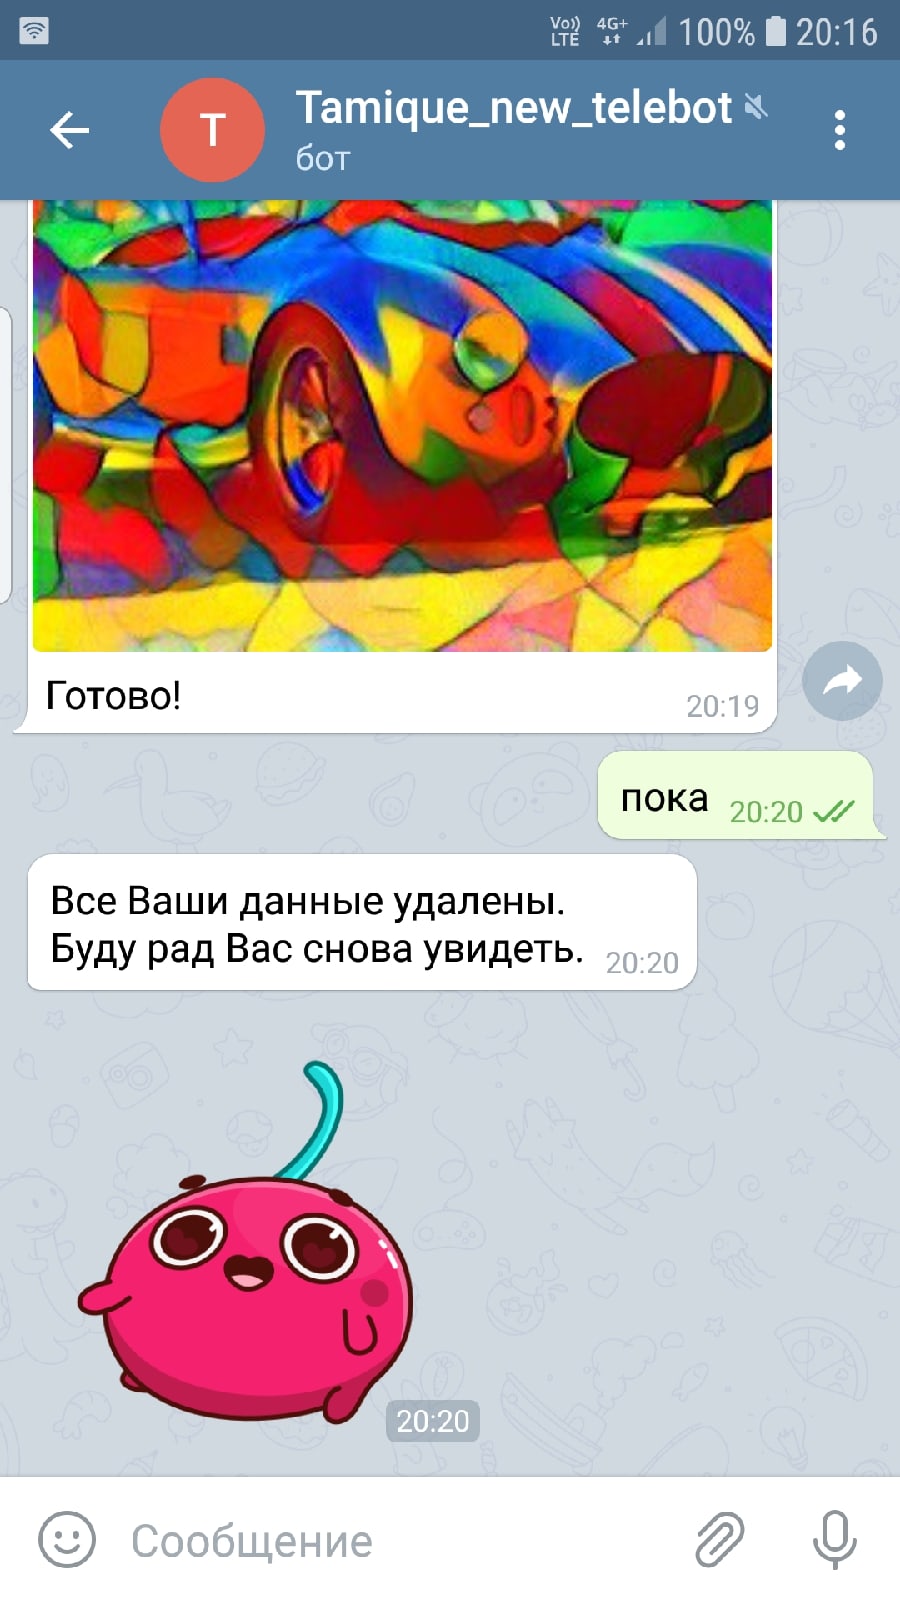 Vo)) LTE 4G+ 100% 20:16
T
Tamique_new_telebot
бот
Готово!
20:19
пока 20:20
Все Ваши данные удалены.
Буду рад Вас снова увидеть. 20:20
20:20
Сообщение